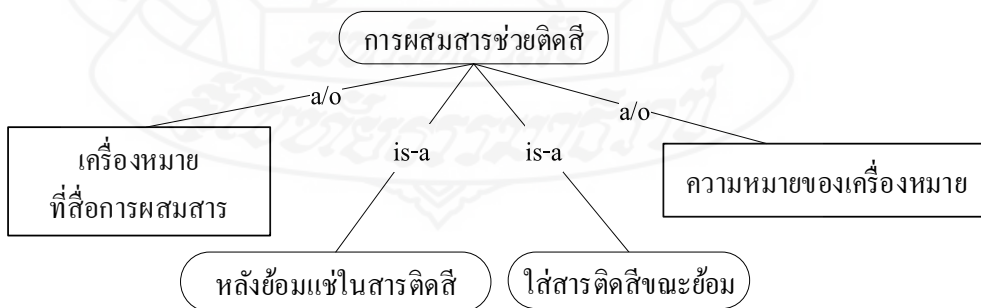 การผสมสารช่วยติดสี
a/o
a/o
is-a
is-a
เครื่องหมาย
ที่สื่อการผสมสาร
ความหมายของเครื่องหมาย
หลังย้อมแช่ในสารติดสี
ใส่สารติดสีขณะย้อม